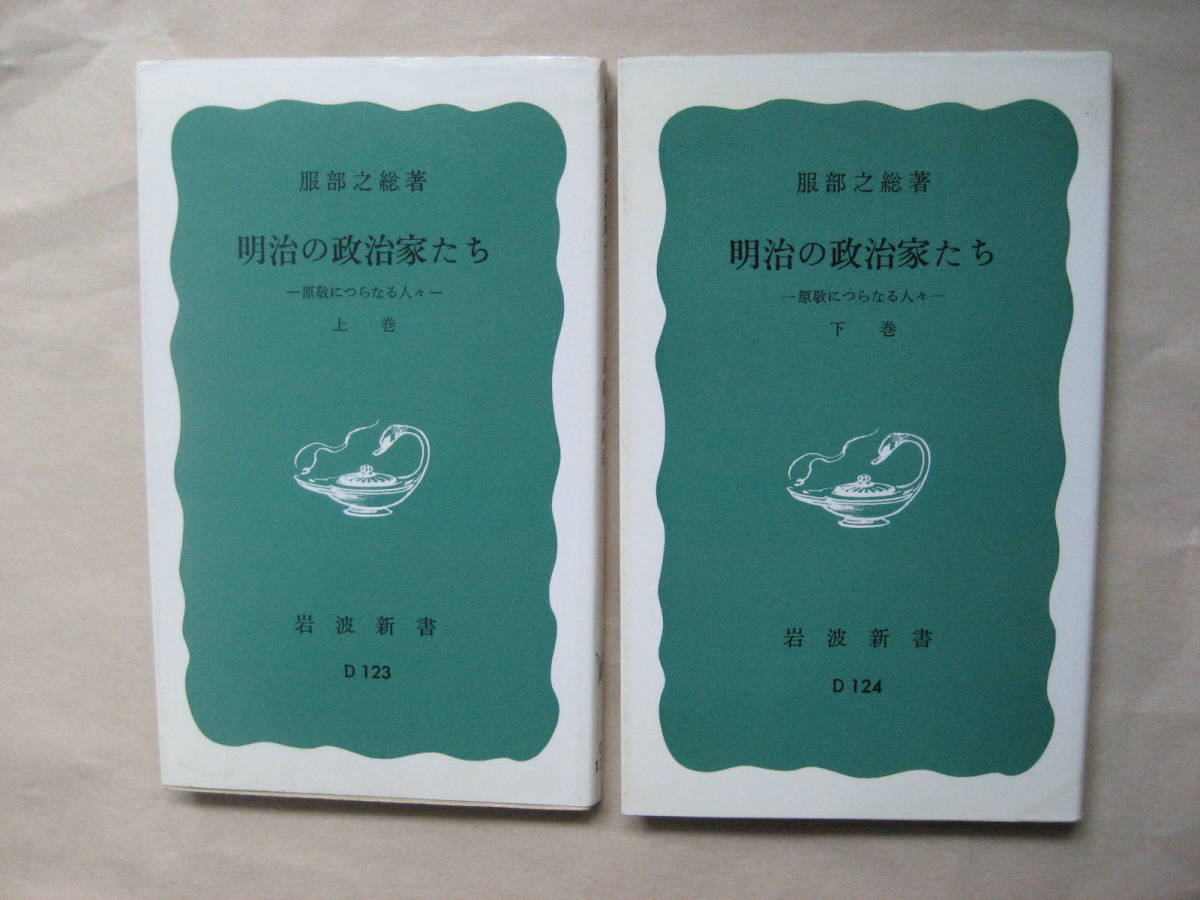 服部之総著
明治の政治家たち
―原敬につらなる人々―
上 巻
岩 波 新 書
D 123
服部之総著
明治の政治家たち
―原敬につらなる人々―
下 巻
岩 波 新 書
D 124